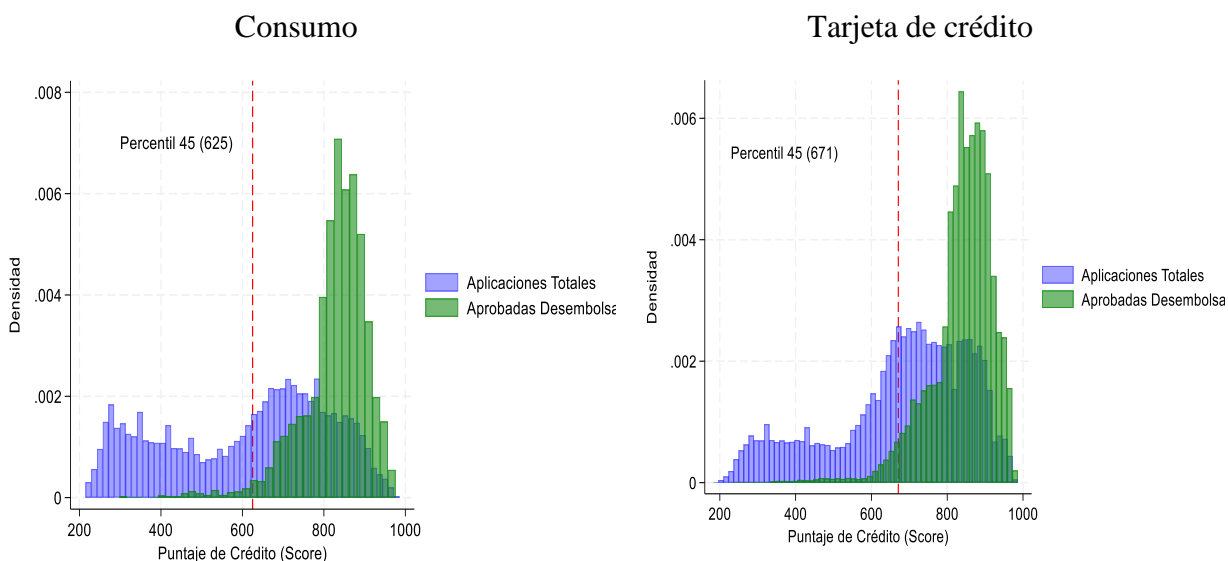 Consumo
.008
.006
.004
.002
0
200 400 600 800 1000
Densidad
Puntaje de Crédito (Score)
Percentil 45 (625)
Aplicaciones Totales
Aprobadas Desembolsa
Tarjeta de crédito
.006
.004
.002
0
200 400 600 800 1000
Densidad
Puntaje de Crédito (Score)
Percentil 45 (671)
Aplicaciones Totales
Aprobadas Desembolsa